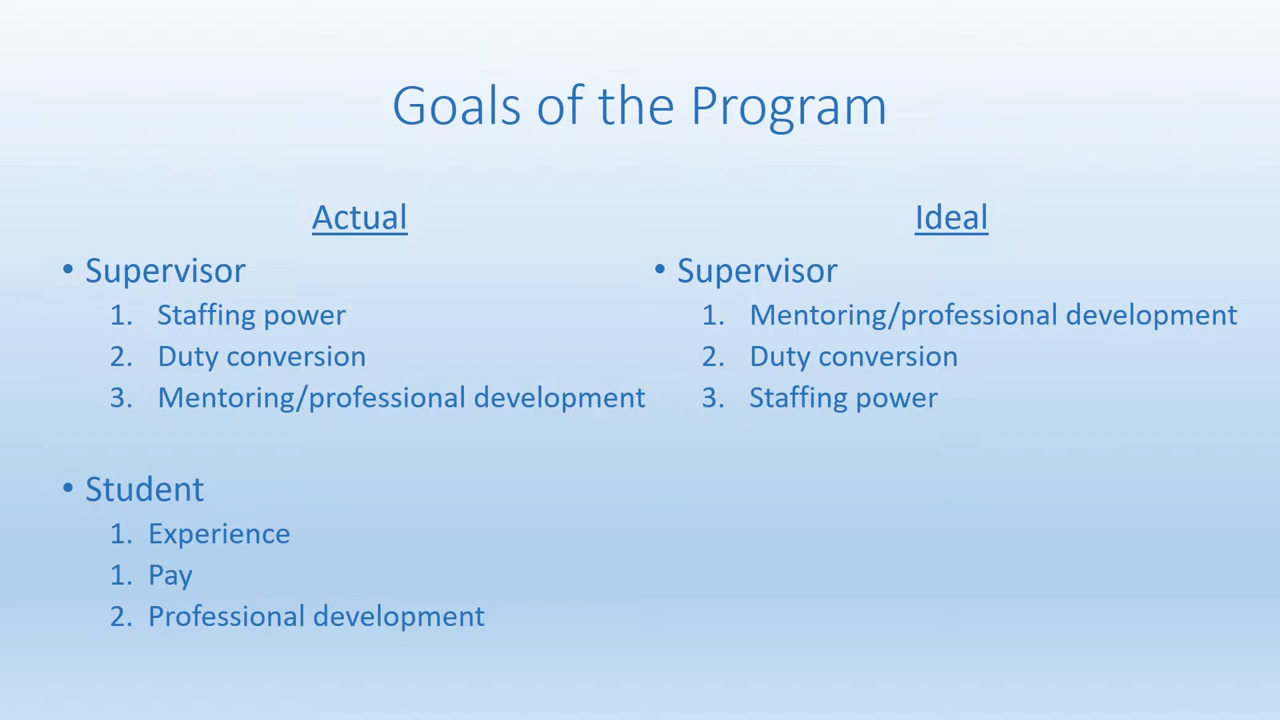 Goals of the Program
Actual
• Supervisor
1. Staffing power
2. Duty conversion
3. Mentoring/professional development
• Student
1. Experience
1. Pay
2. Professional development
Ideal
• Supervisor
1. Mentoring/professional development
2. Duty conversion
3. Staffing power